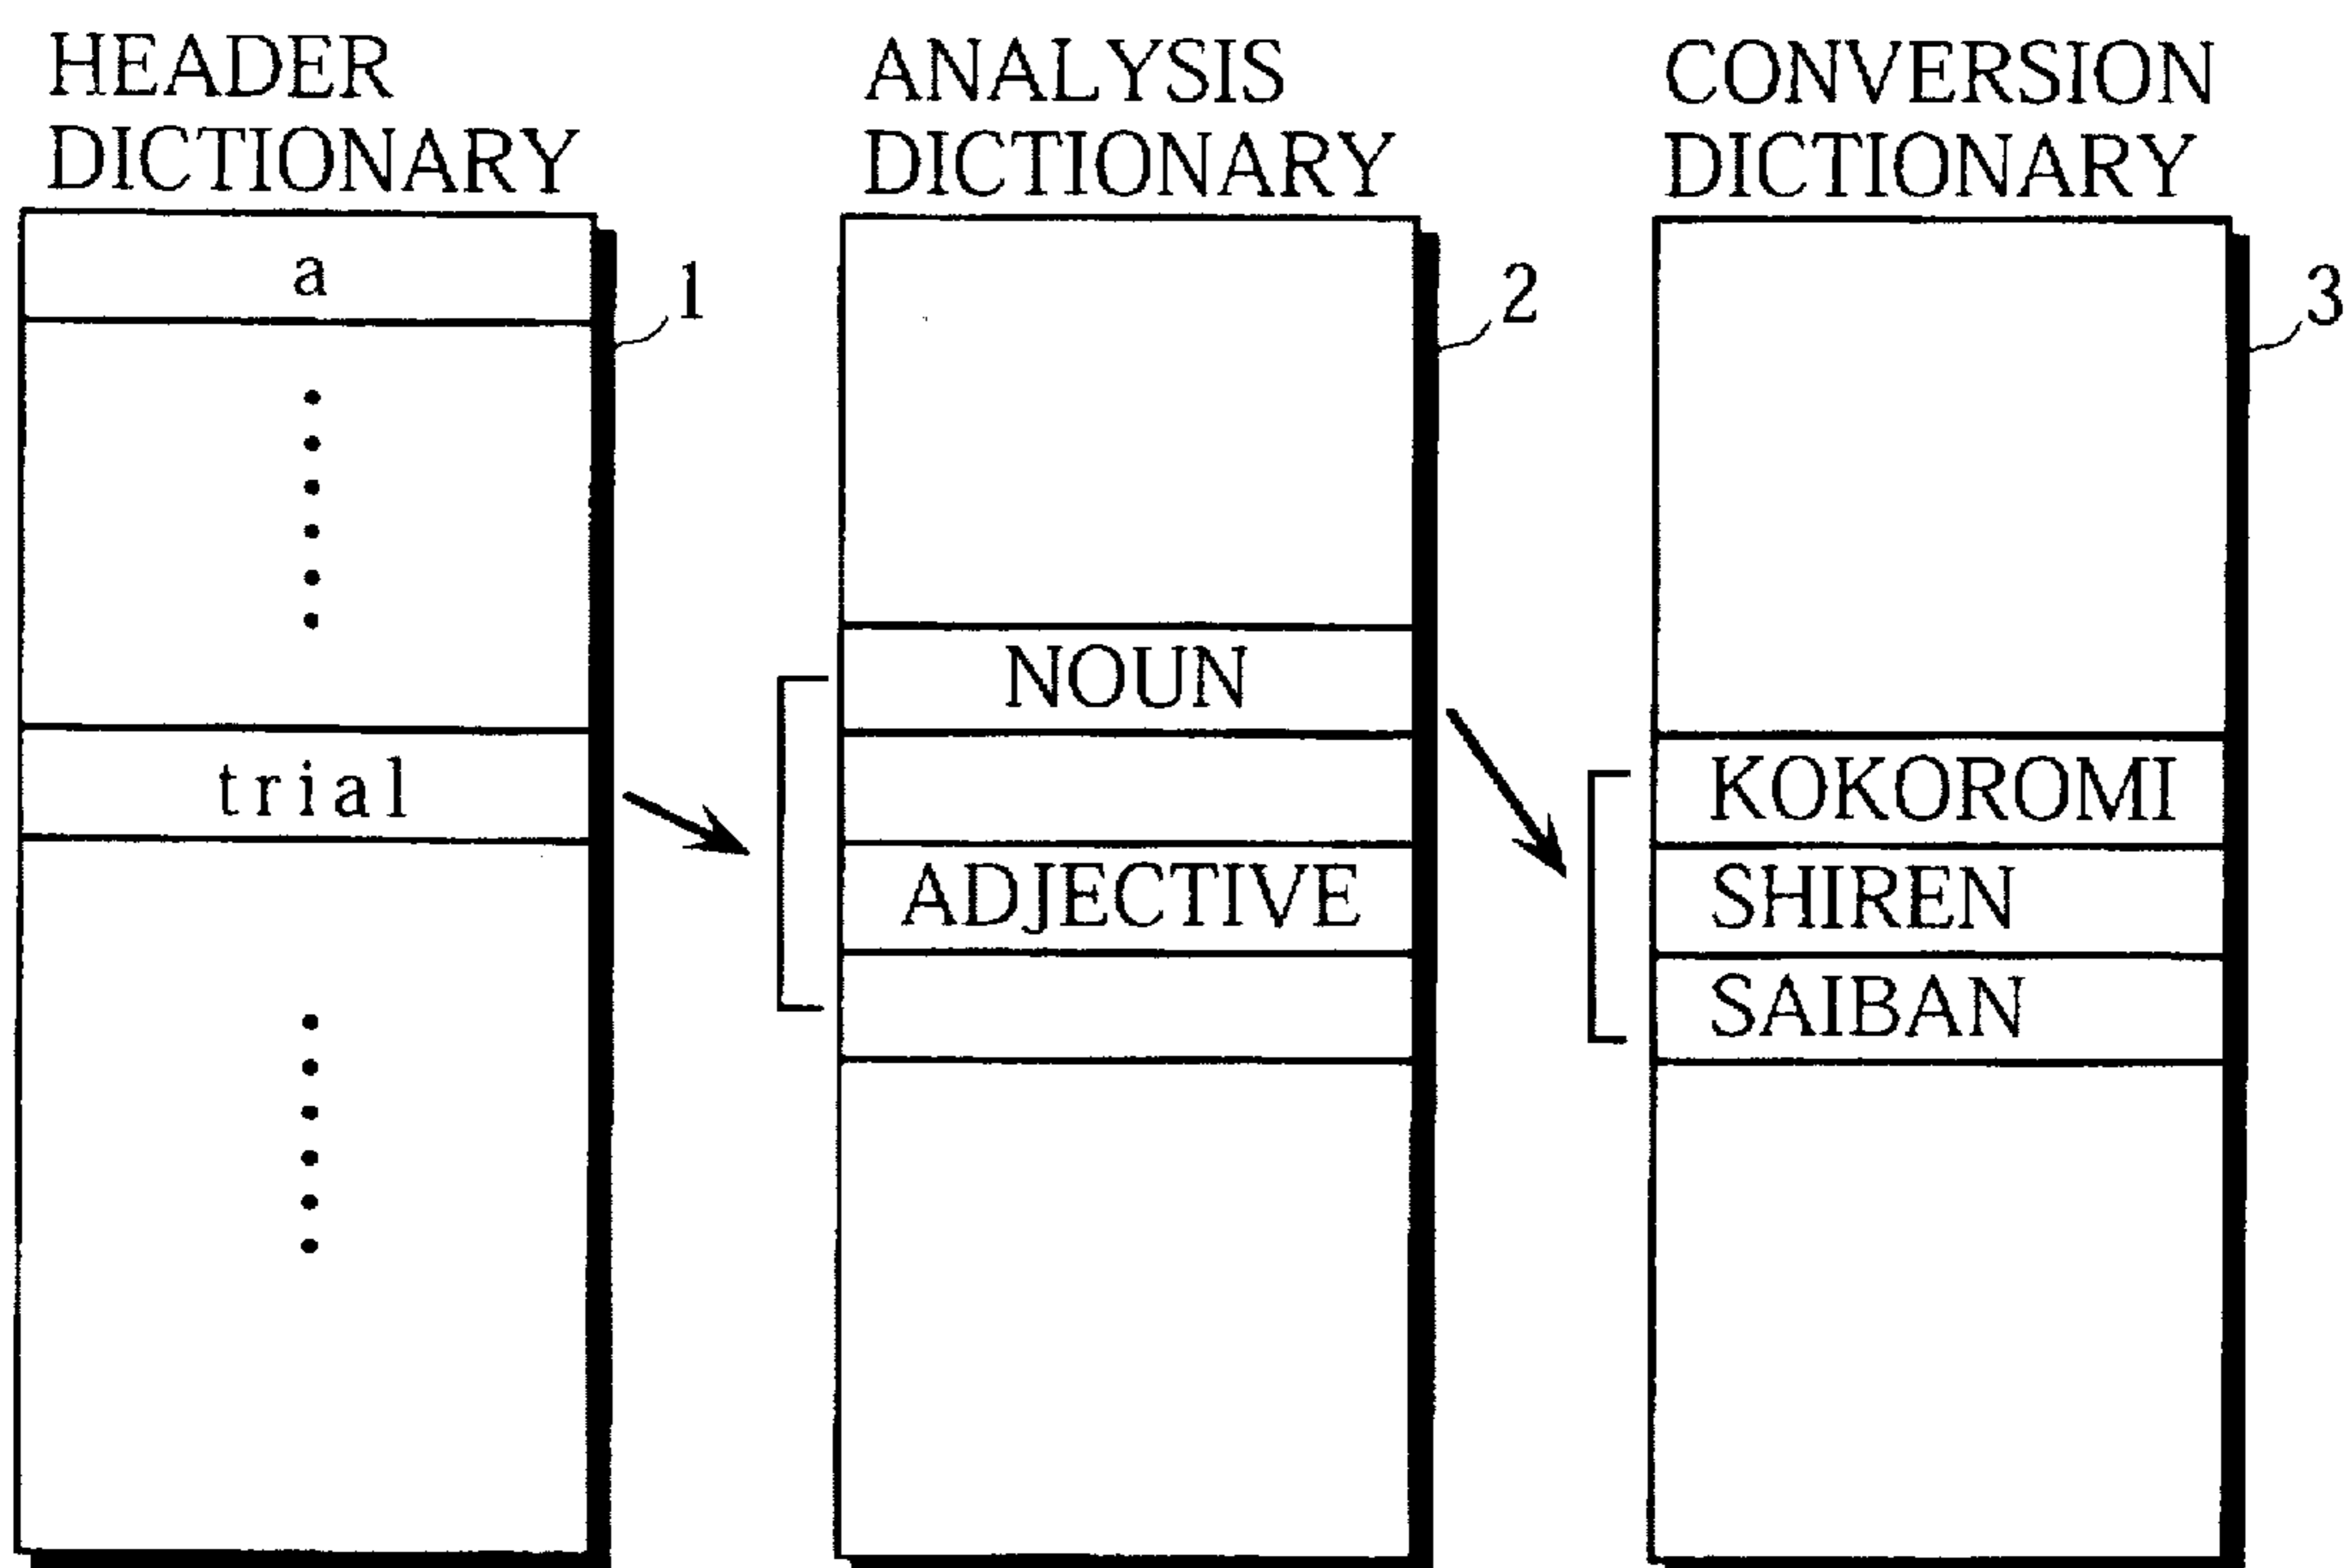 HEADER
DICTIONARY
a
1
trial
ANALYSIS
DICTIONARY
2
NOUN
ADJECTIVE
CONVERSION
DICTIONARY
3
KOKOROMI
SHIREN
SAIBAN